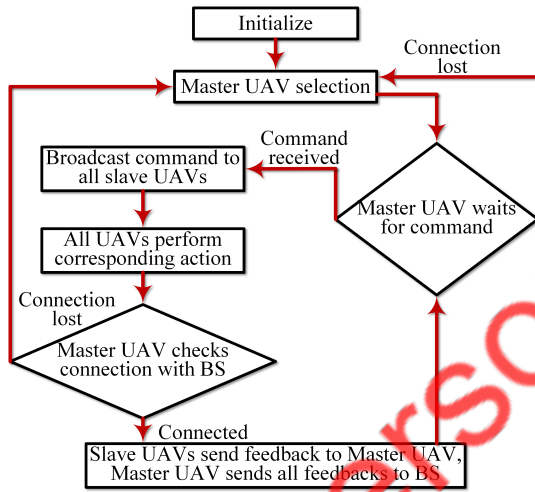 Initialize
Connection
lost
Master UAV selection
Command
received
Broadcast command to
all slave UAVs
Master UAV waits
for command
All UAVs perform
corresponding action
Connection
lost
Master UAV checks
connection with BS
Connected
Slave UAVs send feedback to Master UAV,
Master UAV sends all feedbacks to BS